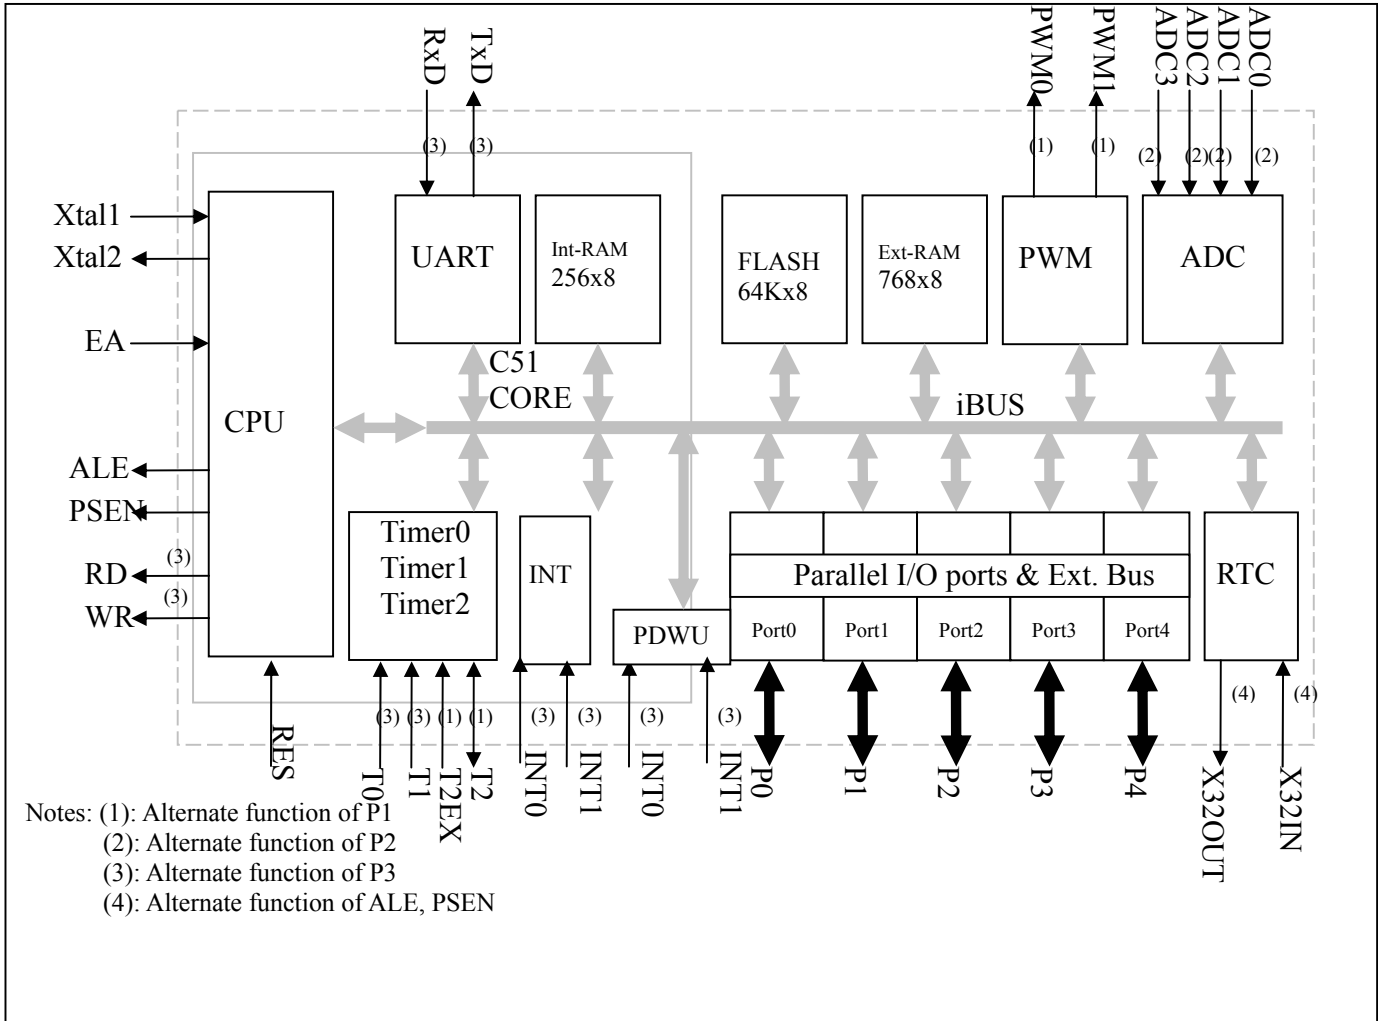 RxD
TxD
PWM0
PWM1
ADC3
ADC2
ADC1
ADC0
(3)
(3)
(1)
(1)
(2)
(2)
(2)
(2)
Xtal1
Xtal2
EA
ALE
PSEN
RD
(3)
WR
(3)
CPU
UART
Int-RAM
256x8
FLASH
64Kx8
Ext-RAM
768x8
PWM
ADC
C51
CORE
iBUS
Timer0
Timer1
Timer2
INT
PDWU
Parallel I/O ports & Ext. Bus
Port0
Port1
Port2
Port3
Port4
RTC
(3)
(3)
(1)
(1)
(3)
(3)
(3)
(3)
(4)
(4)
RES
T0
T1
T2EX
T2
INT0
INT1
INT0
INT1
P0
P1
P2
P3
P4
X32OUT
X32IN
Notes: (1): Alternate function of P1
(2): Alternate function of P2
(3): Alternate function of P3
(4): Alternate function of ALE, PSEN